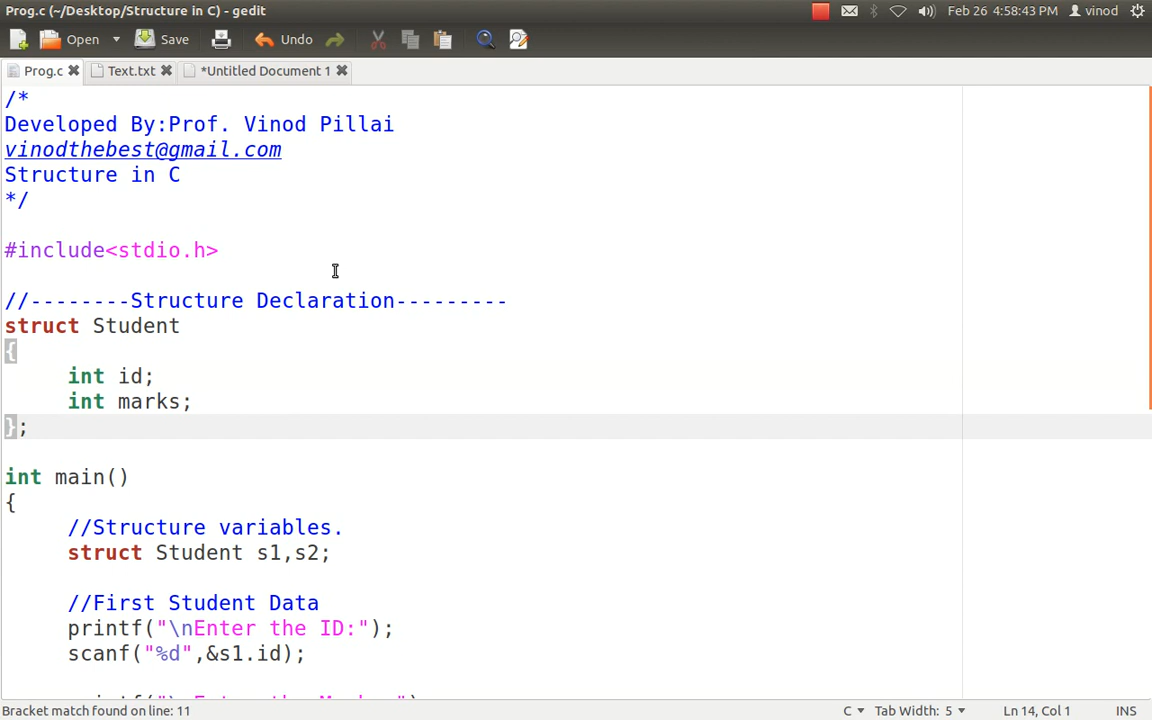 Prog.c (~/Desktop/Structure in C) - gedit
Feb 26 4:58:43 PM vinod
Open Save Undo
Prog.c Text.txt *Untitled Document 1
/*
Developed By:Prof. Vinod Pillai
vinodthebest@gmail.com
Structure in C
*/
#include<stdio.h>
//--------Structure Declaration---------
struct Student
{
int id;
int marks;
};
int main()
{
//Structure variables.
struct Student s1,s2;
//First Student Data
printf("\nEnter the ID:");
scanf("%d",&s1.id);
Bracket match found on line: 11 C Tab Width: 5 Ln 14, Col 1 INS